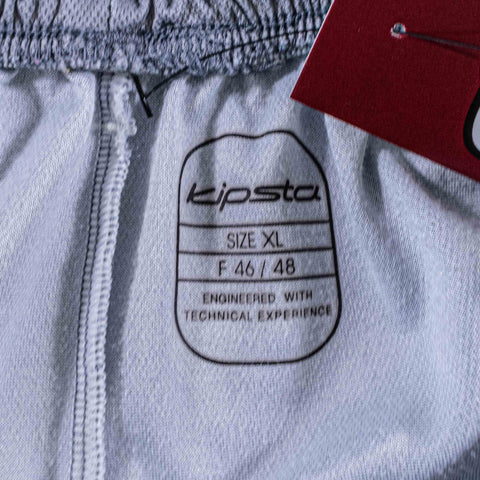 kipsta
SIZE XL
F 46 / 48
ENGINEERED WITH
TECHNICAL EXPERIENCE